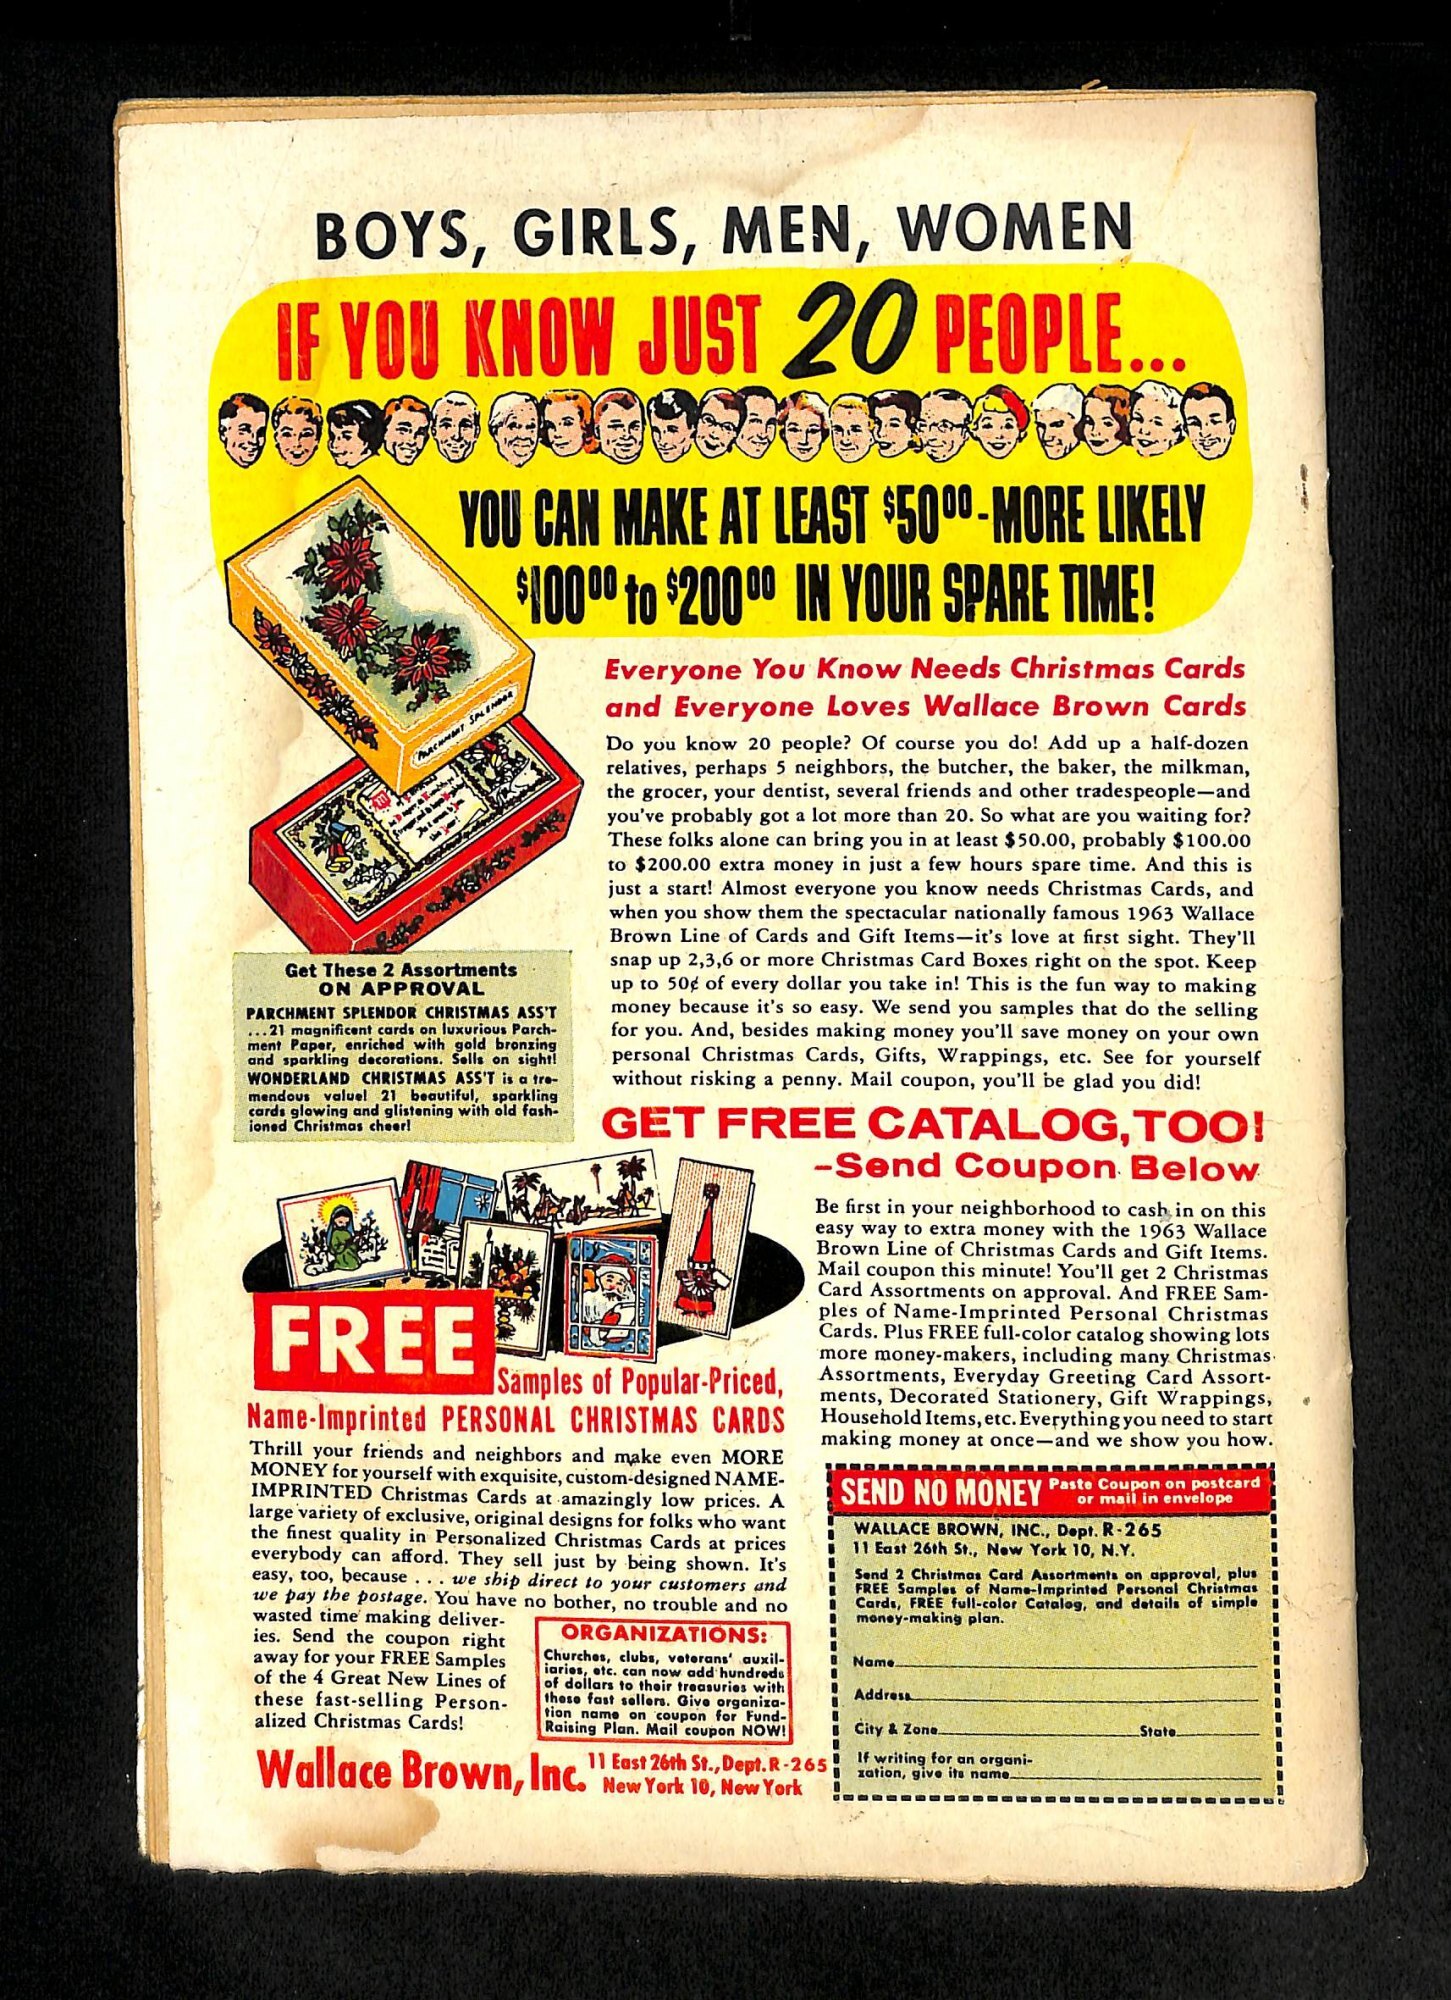 BOYS, GIRLS, MEN, WOMEN
IF YOU KNOW JUST 20 PEOPLE...
YOU CAN MAKE AT LEAST $5000-MORE LIKELY
$10000 to $20000 IN YOUR SPARE TIME!
PARCHMENT SPLENDOR
Everyone You Know Needs Christmas Cards
and Everyone Loves Wallace Brown Cards
Do you know 20 people? Of course you do! Add up a half-dozen
relatives, perhaps 5 neighbors, the butcher, the baker, the milkman,
the grocer, your dentist, several friends and other tradespeople—and
you've probably got a lot more than 20. So what are you waiting for?
These folks alone can bring you in at least $50.00, probably $100.00
to $200.00 extra money in just a few hours spare time. And this is
just a start! Almost everyone you know needs Christmas Cards, and
when you show them the spectacular nationally famous 1963 Wallace
Brown Line of Cards and Gift Items—it's love at first sight. They'll
snap up 2,3,6 or more Christmas Card Boxes right on the spot. Keep
up to 50¢ of every dollar you take in! This is the fun way to making
money because it's so easy. We send you samples that do the selling
for you. And, besides making money you'll save money on your own
personal Christmas Cards, Gifts, Wrappings, etc. See for yourself
without risking a penny. Mail coupon, you'll be glad you did!
Get These 2 Assortments
ON APPROVAL
PARCHMENT SPLENDOR CHRISTMAS ASS'T
...21 magnificent cards on luxurious Parch-
ment Paper, enriched with gold bronzing
and sparkling decorations. Sells on sight!
WONDERLAND CHRISTMAS ASS'T is a tre-
mendous value! 21 beautiful, sparkling
cards glowing and glistening with old fash-
ioned Christmas cheer!
GET FREE CATALOG, TOO!
-Send Coupon Below
Be first in your neighborhood to cash in on this
easy way to extra money with the 1963 Wallace
Brown Line of Christmas Cards and Gift Items.
Mail coupon this minute! You'll get 2 Christmas
Card Assortments on approval. And FREE Sam-
ples of Name-Imprinted Personal Christmas
Cards. Plus FREE full-color catalog showing lots
more money-makers, including many Christmas
Assortments, Everyday Greeting Card Assort-
ments, Decorated Stationery, Gift Wrappings,
Household Items, etc. Everything you need to start
making money at once—and we show you how.
FREE
Samples of Popular-Priced,
Name-Imprinted PERSONAL CHRISTMAS CARDS
Thrill your friends and neighbors and make even MORE
MONEY for yourself with exquisite, custom-designed NAME-
IMPRINTED Christmas Cards at amazingly low prices. A
large variety of exclusive, original designs for folks who want
the finest quality in Personalized Christmas Cards at prices
everybody can afford. They sell just by being shown. It's
easy, too, because . . . we ship direct to your customers and
we pay the postage. You have no bother, no trouble and no
wasted time making deliver-
ies. Send the coupon right
away for your FREE Samples
of the 4 Great New Lines of
these fast-selling Person-
alized Christmas Cards!
ORGANIZATIONS:
Churches, clubs, veterans' auxil-
iaries, etc. can now add hundreds
of dollars to their treasuries with
these fast sellers. Give organiza-
tion name on coupon for Fund-
Raising Plan. Mail coupon NOW!
Wallace Brown, Inc. 11 East 26th St., Dept. R-265
New York 10, New York
SEND NO MONEY Paste Coupon on postcard
or mail in envelope
WALLACE BROWN, INC., Dept. R-265
11 East 26th St., New York 10, N.Y.
Send 2 Christmas Card Assortments on approval, plus
FREE Samples of Name-Imprinted Personal Christmas
Cards, FREE full-color Catalog, and details of simple
money-making plan.
Name
Address
City & Zone State
If writing for an organi-
zation, give its name